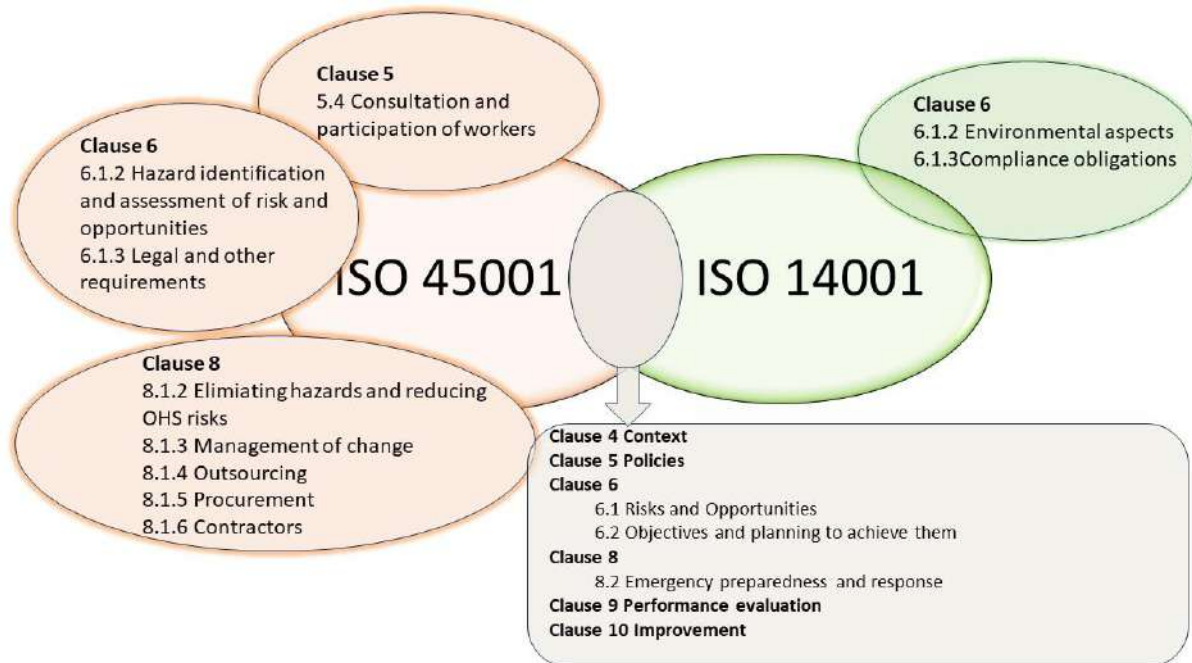 Clause 5
5.4 Consultation and
participation of workers
Clause 6
6.1.2 Hazard identification
and assessment of risk and
opportunities
6.1.3 Legal and other
requirements
Clause 6
6.1.2 Environmental aspects
6.1.3Compliance obligations
ISO 45001
ISO 14001
Clause 8
8.1.2 Elimiating hazards and reducing
OHS risks
8.1.3 Management of change
8.1.4 Outsourcing
8.1.5 Procurement
8.1.6 Contractors
Clause 4 Context
Clause 5 Policies
Clause 6
6.1 Risks and Opportunities
6.2 Objectives and planning to achieve them
Clause 8
8.2 Emergency preparedness and response
Clause 9 Performance evaluation
Clause 10 Improvement